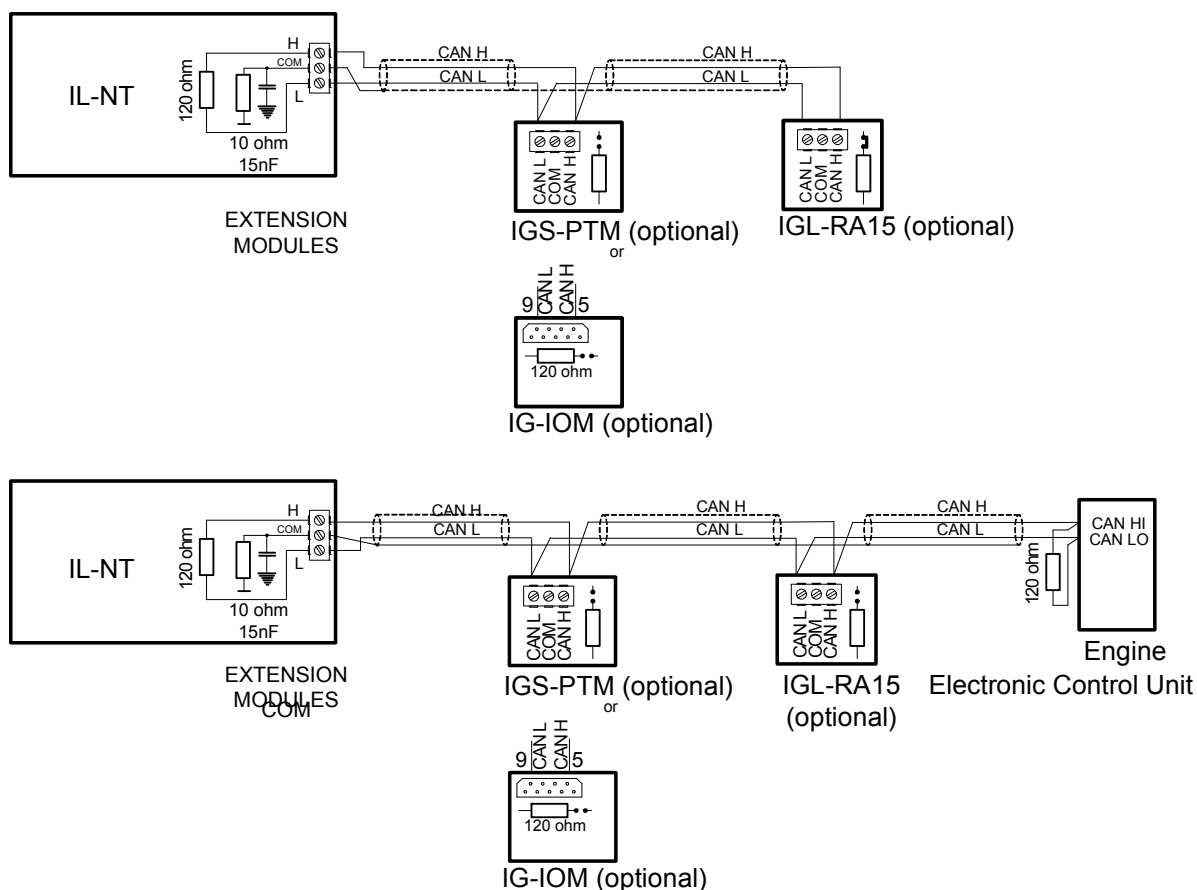 H
CAN H
CAN H
IL-NT
COM
CAN L
CAN L
L
120 ohm
10 ohm
15nF
CAN L
COM
CAN H
CAN L
COM
CAN H
EXTENSION
MODULES
IGS-PTM (optional)
or
IGL-RA15 (optional)
9
CAN L
CAN H
5
120 ohm
IG-IOM (optional)
H
CAN H
CAN H
CAN H
IL-NT
COM
CAN L
CAN L
CAN L
CAN HI
CAN LO
L
120 ohm
120 ohm
10 ohm
15nF
CAN L
COM
CAN H
CAN L
COM
CAN H
EXTENSION
MODULES
COM
IGS-PTM (optional)
or
IGL-RA15
(optional)
Engine
Electronic Control Unit
9
CAN L
CAN H
5
120 ohm
IG-IOM (optional)